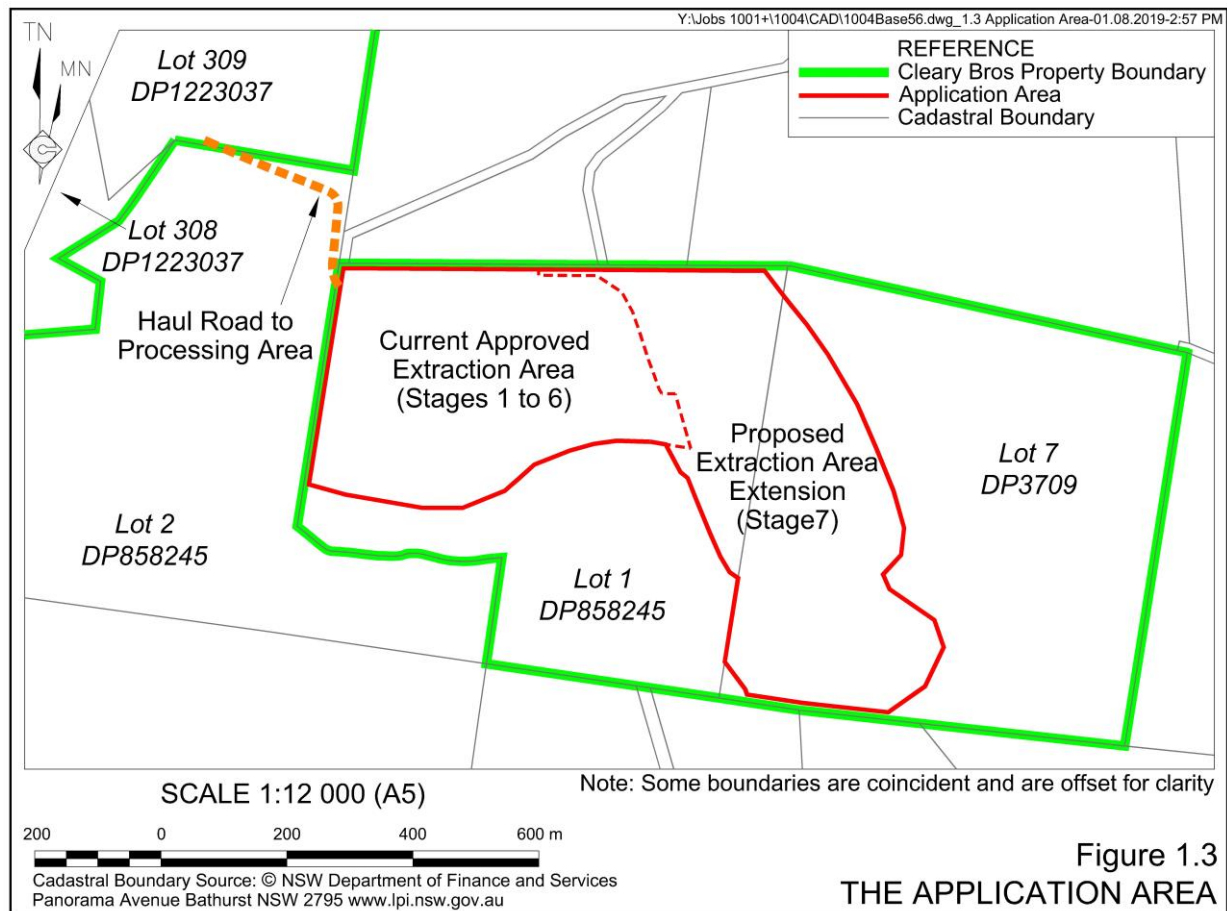 Y:\Jobs 1001+\1004\CAD\1004Base56.dwg_1.3 Application Area-01.08.2019-2:57 PM
TN
MN
REFERENCE
Cleary Bros Property Boundary
Application Area
Cadastral Boundary
Lot 309
DP1223037
Lot 308
DP1223037
Haul Road to
Processing Area
Current Approved
Extraction Area
(Stages 1 to 6)
Proposed
Extraction Area
Extension
(Stage7)
Lot 7
DP3709
Lot 2
DP858245
Lot 1
DP858245
SCALE 1:12 000 (A5)
Note: Some boundaries are coincident and are offset for clarity
200 0 200 400 600 m
Cadastral Boundary Source: © NSW Department of Finance and Services
Panorama Avenue Bathurst NSW 2795 www.lpi.nsw.gov.au
Figure 1.3
THE APPLICATION AREA